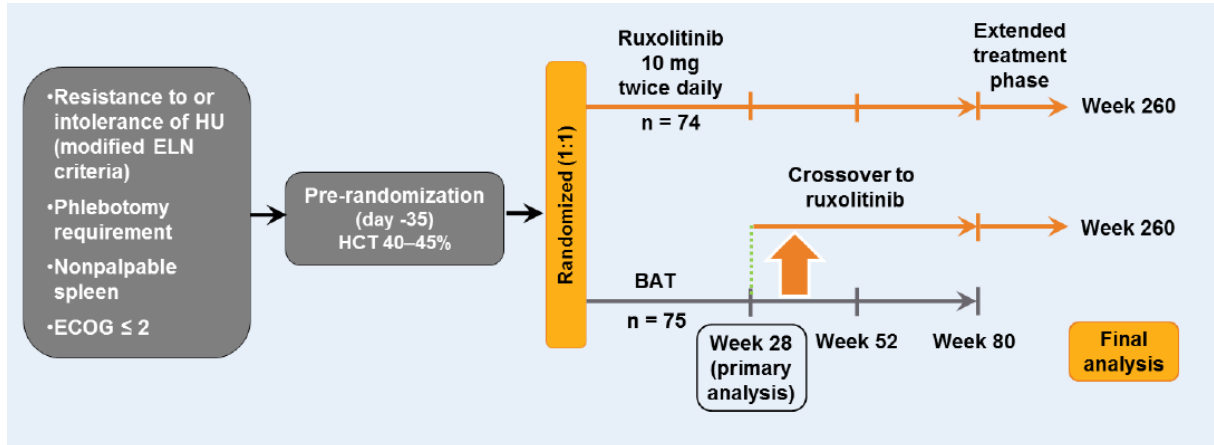 •Resistance to or
intolerance of HU
(modified ELN
criteria)
•Phlebotomy
requirement
•Nonpalpable
spleen
•ECOG ≤ 2
Pre-randomization
(day -35)
HCT 40–45%
Randomized (1:1)
Ruxolitinib
10 mg
twice daily
n = 74
Extended
treatment
phase
Week 260
Crossover to
ruxolitinib
Week 260
BAT
n = 75
Week 28
(primary
analysis)
Week 52
Week 80
Final
analysis